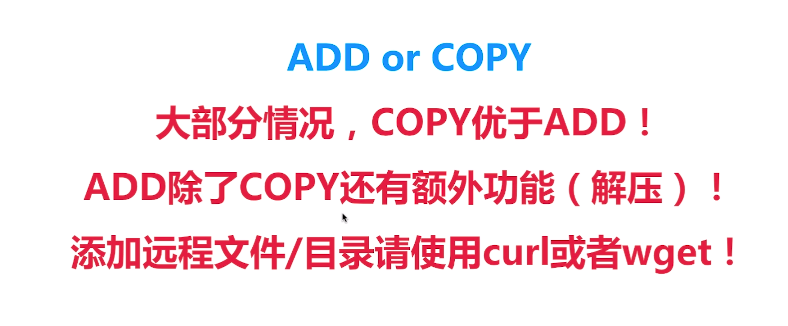 ADD or COPY
大部分情况，COPY优于ADD！
ADD除了COPY还有额外功能（解压）！
添加远程文件/目录请使用curl或者wget！